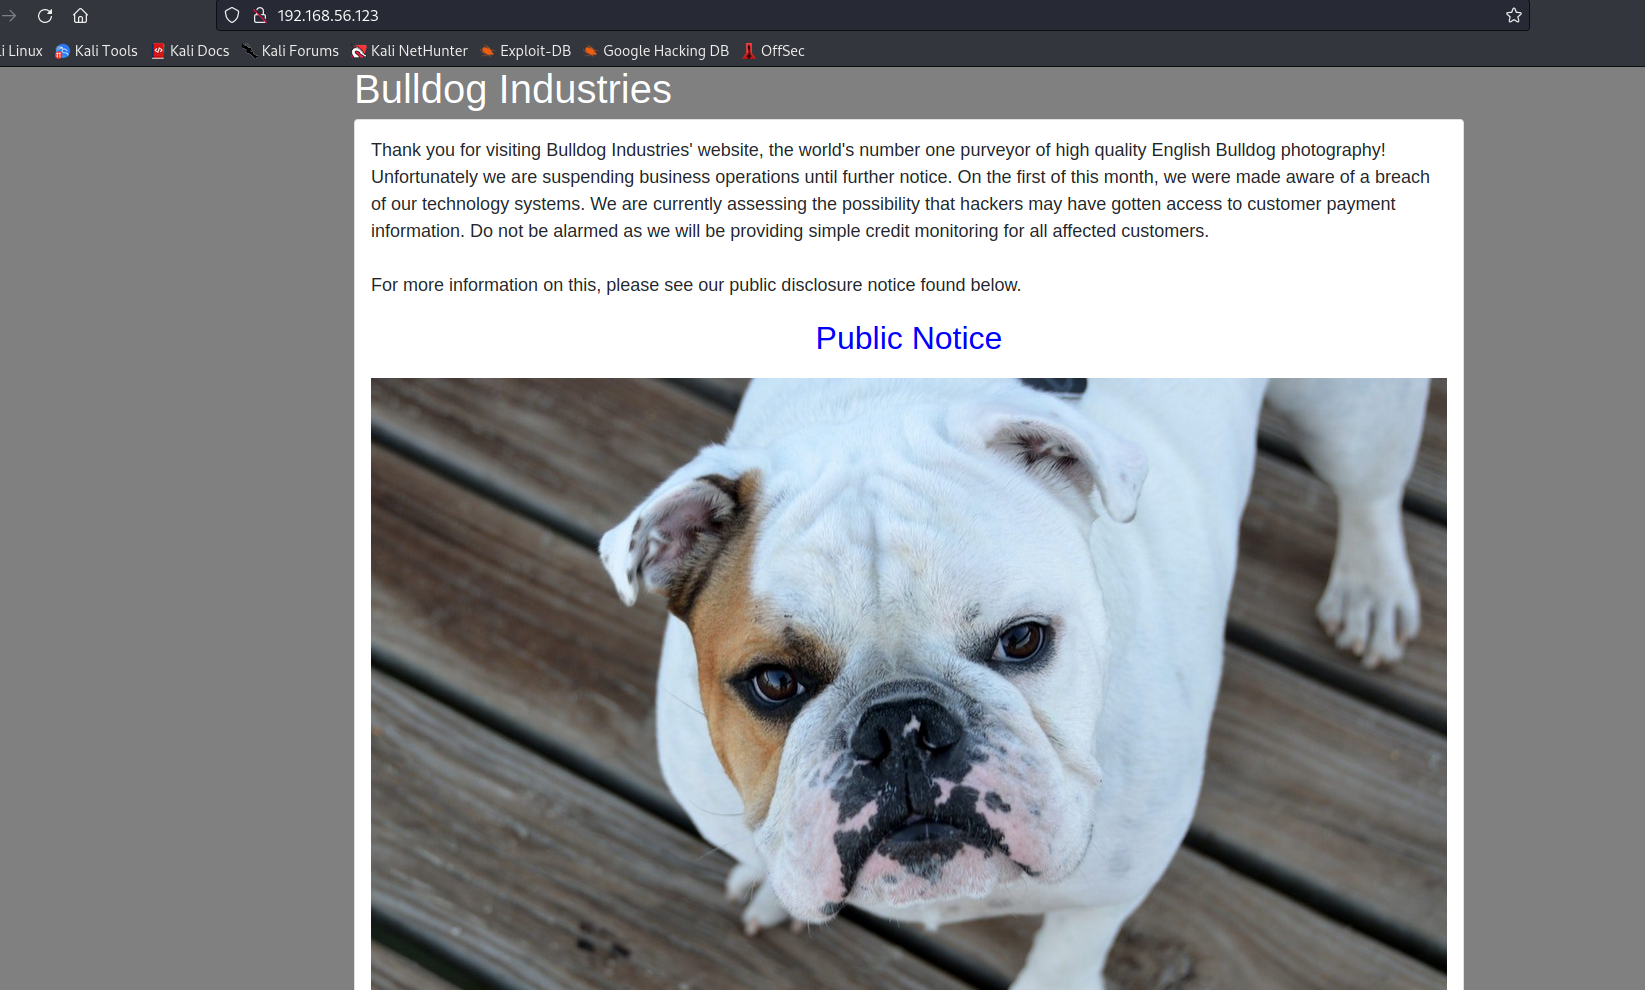 192.168.56.123
i Linux Kali Tools Kali Docs Kali Forums Kali NetHunter Exploit-DB Google Hacking DB OffSec
Bulldog Industries
Thank you for visiting Bulldog Industries' website, the world's number one purveyor of high quality English Bulldog photography!
Unfortunately we are suspending business operations until further notice. On the first of this month, we were made aware of a breach
of our technology systems. We are currently assessing the possibility that hackers may have gotten access to customer payment
information. Do not be alarmed as we will be providing simple credit monitoring for all affected customers.
For more information on this, please see our public disclosure notice found below.
Public Notice